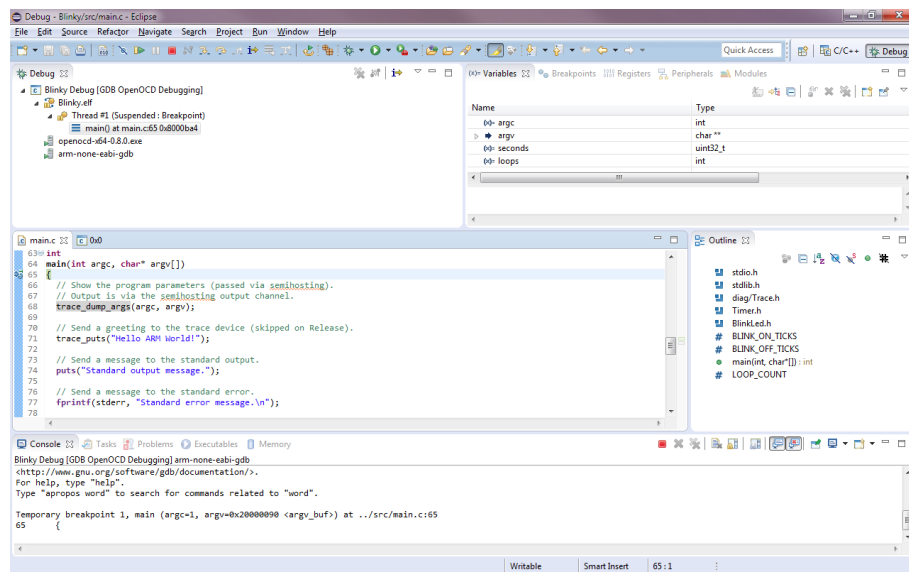 Debug - Blinky/src/main.c - Eclipse
File Edit Source Refactor Navigate Search Project Run Window Help
Quick Access C/C++ Debug
Debug
Blinky Debug [GDB OpenOCD Debugging]
Blinky.elf
Thread #1 (Suspended : Breakpoint)
main() at main.c:65 0x8000ba4
openocd-x64-0.8.0.exe
arm-none-eabi-gdb
(x)= Variables Breakpoints Registers Peripherals Modules
Name Type
(x)= argc int
argv char **
(x)= seconds uint32_t
(x)= loops int
main.c 0x0
63 int
64 main(int argc, char* argv[])
65 {
66 // Show the program parameters (passed via semihosting).
67 // Output is via the semihosting output channel.
68 trace_dump_args(argc, argv);
69
70 // Send a greeting to the trace device (skipped on Release).
71 trace_puts("Hello ARM World!");
72
73 // Send a message to the standard output.
74 puts("Standard output message.");
75
76 // Send a message to the standard error.
77 fprintf(stderr, "Standard error message.\n");
78
Outline
stdio.h
stdlib.h
diag/Trace.h
Timer.h
BlinkLed.h
# BLINK_ON_TICKS
# BLINK_OFF_TICKS
main(int, char*[]) : int
# LOOP_COUNT
Console Tasks Problems Executables Memory
Blinky Debug [GDB OpenOCD Debugging] arm-none-eabi-gdb
<http://www.gnu.org/software/gdb/documentation/>.
For help, type "help".
Type "apropos word" to search for commands related to "word".
Temporary breakpoint 1, main (argc=1, argv=0x20000090 <argv_buf>) at ../src/main.c:65
65 {
Writable Smart Insert 65 : 1